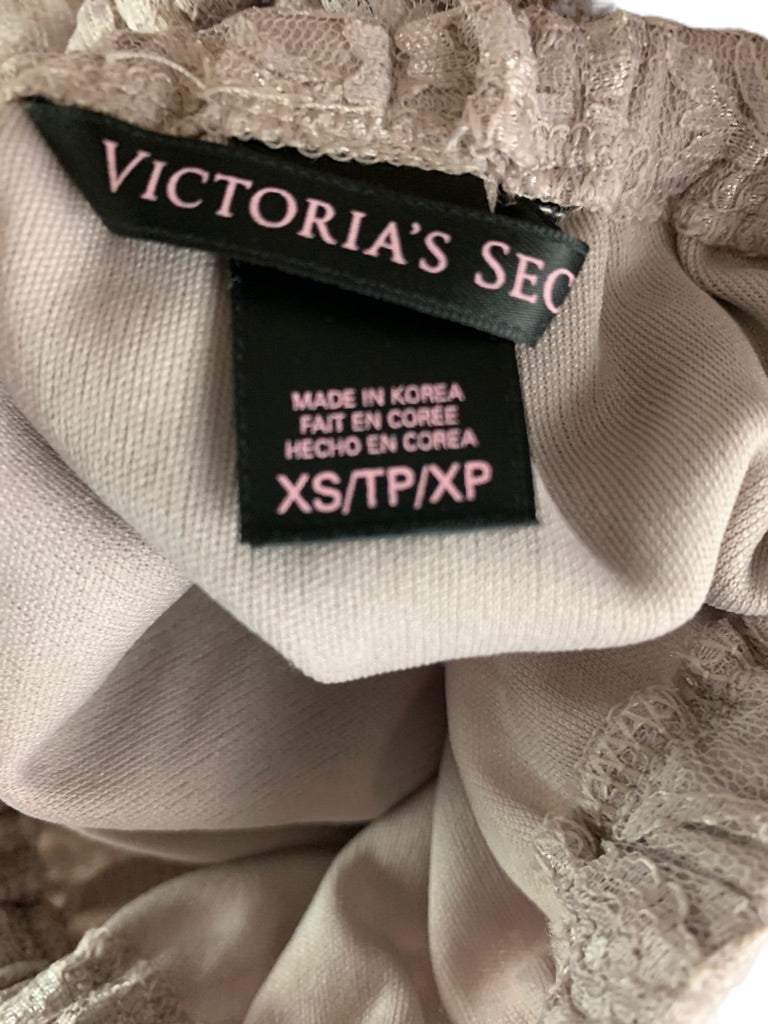 VICTORIA'S SEC
MADE IN KOREA
FAIT EN CORÉE
HECHO EN COREA
XS/TP/XP